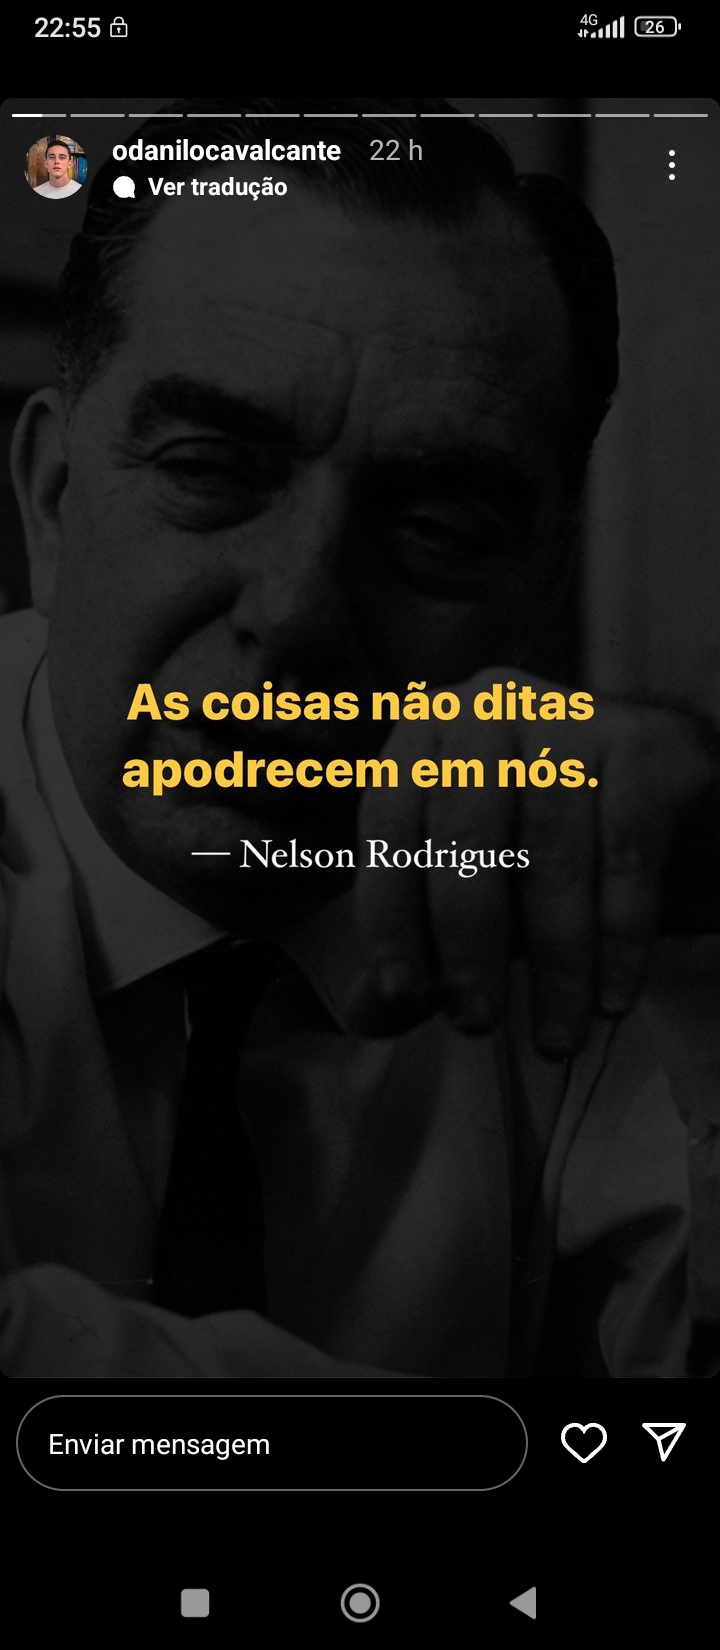 22:55
4G
26
odanilocavalcante 22 h
Ver tradução
As coisas não ditas
apodrecem em nós.
— Nelson Rodrigues
Enviar mensagem